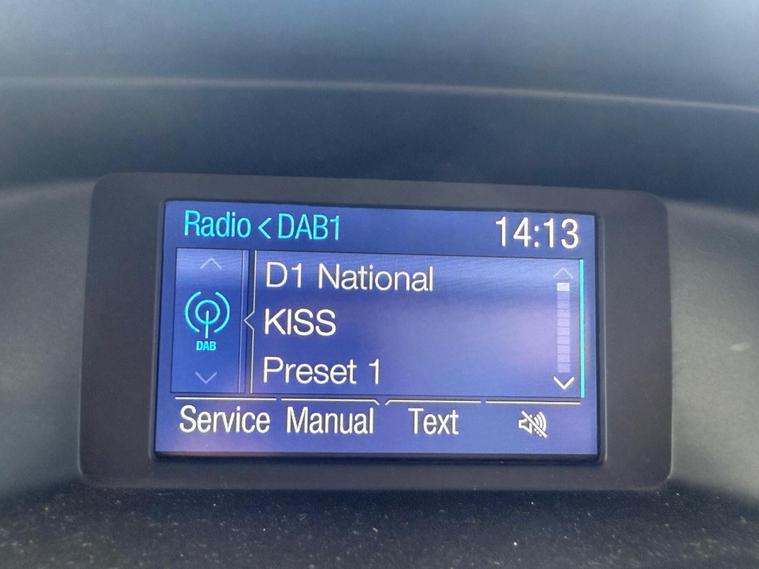 Radio < DAB1 14:13
D1 National
DAB
KISS
Preset 1
Service Manual Text